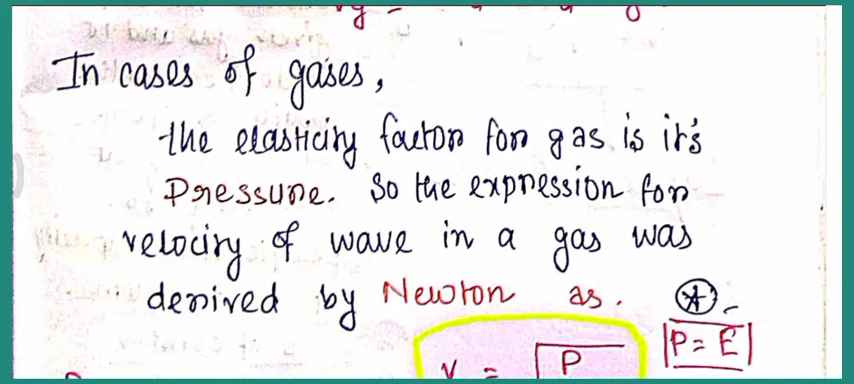 In cases of gases,
the elasticity factor for gas is it's
Pressure. So the expression for
velocity of wave in a gas was
derived by Newton as.
P = E
v = √P